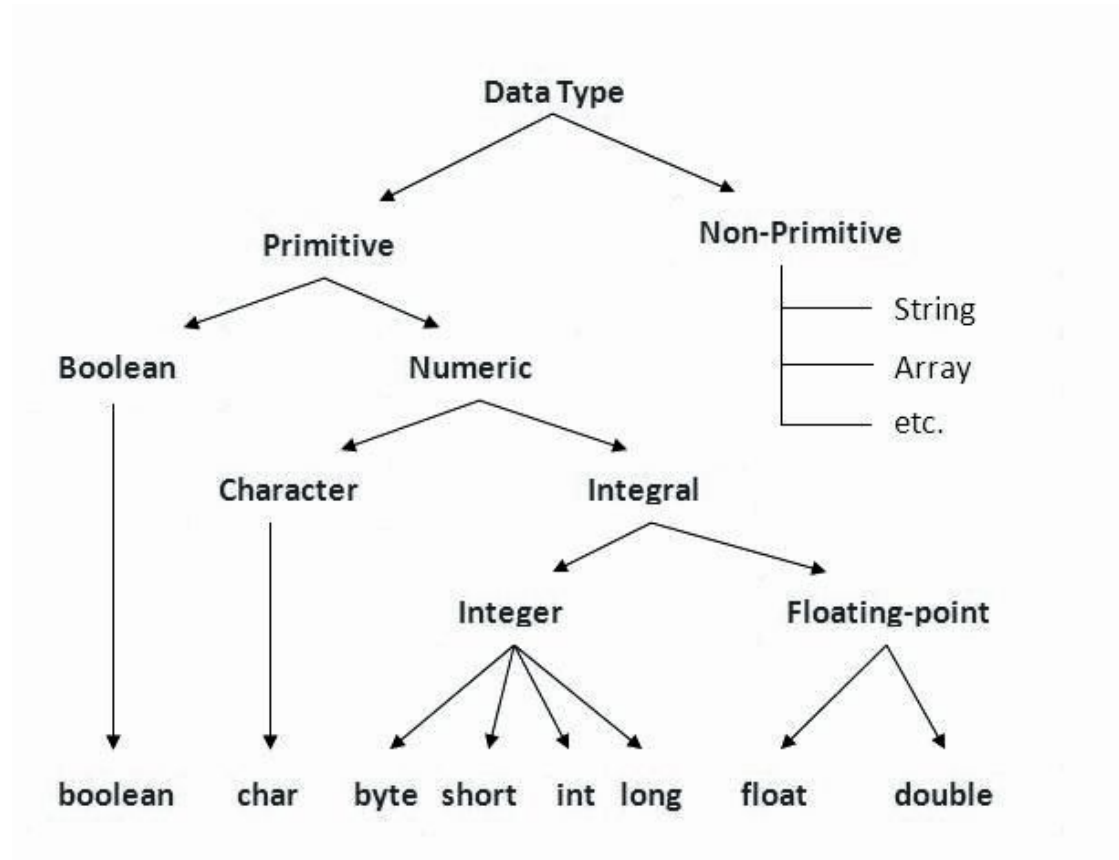 Data Type
Primitive
Non-Primitive
String
Array
etc.
Boolean
Numeric
Character
Integral
Integer
Floating-point
boolean char byte short int long float double